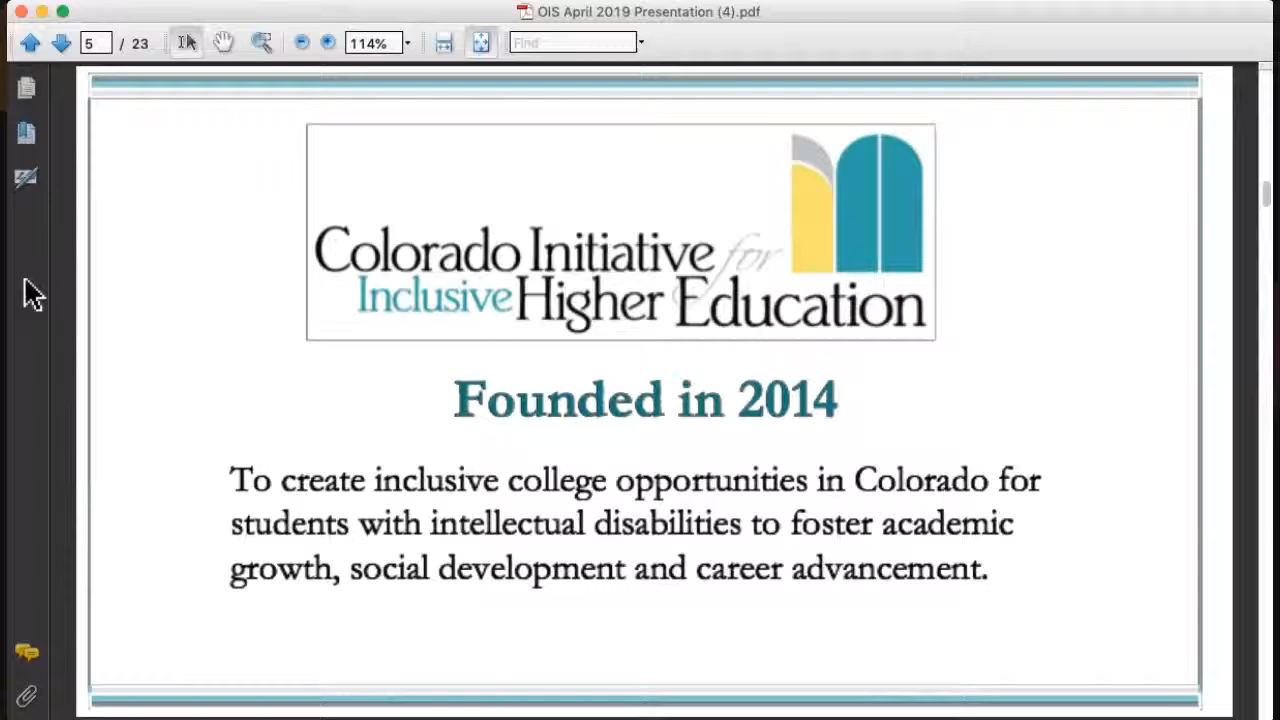 OIS April 2019 Presentation (4).pdf
5 / 23
114%
Find
Colorado Initiative for
Inclusive Higher Education
Founded in 2014
To create inclusive college opportunities in Colorado for
students with intellectual disabilities to foster academic
growth, social development and career advancement.